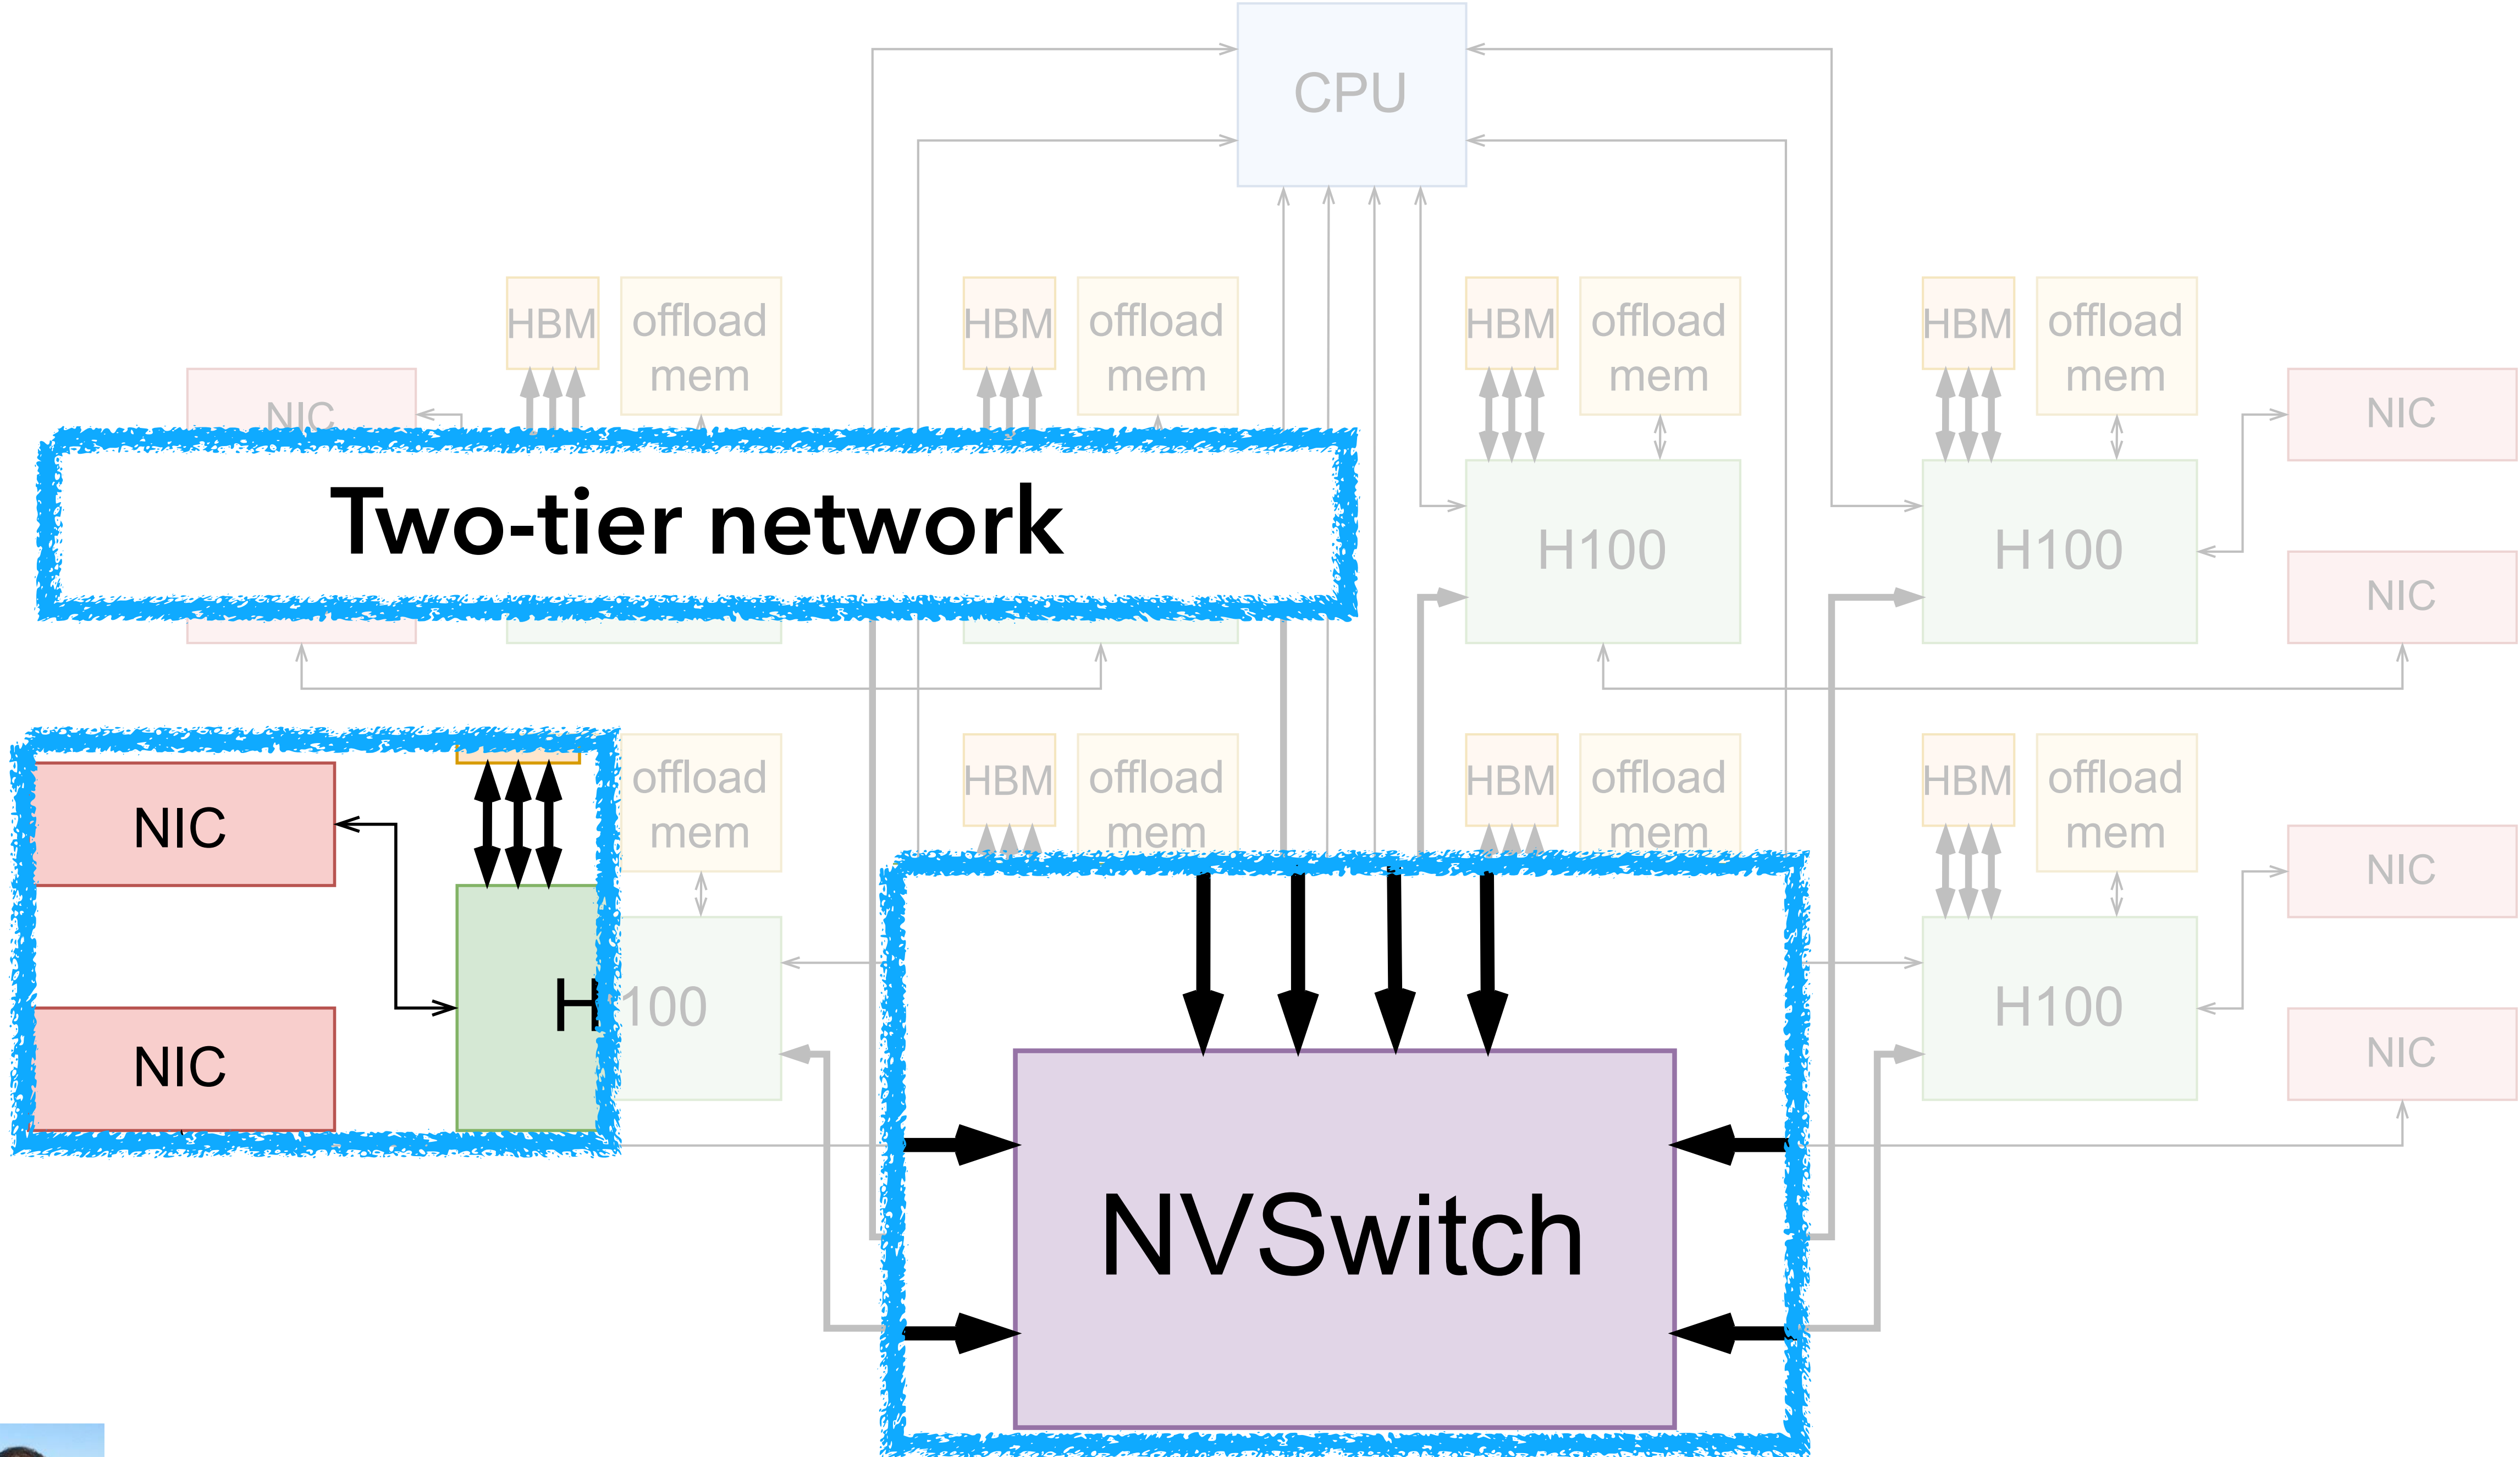 CPU
HBM
offload
mem
HBM
offload
mem
HBM
offload
mem
HBM
offload
mem
NIC
NIC
Two-tier network
H100
H100
NIC
offload
mem
HBM
offload
mem
HBM
offload
mem
HBM
offload
mem
NIC
NIC
H100
H100
NIC
NIC
NVSwitch